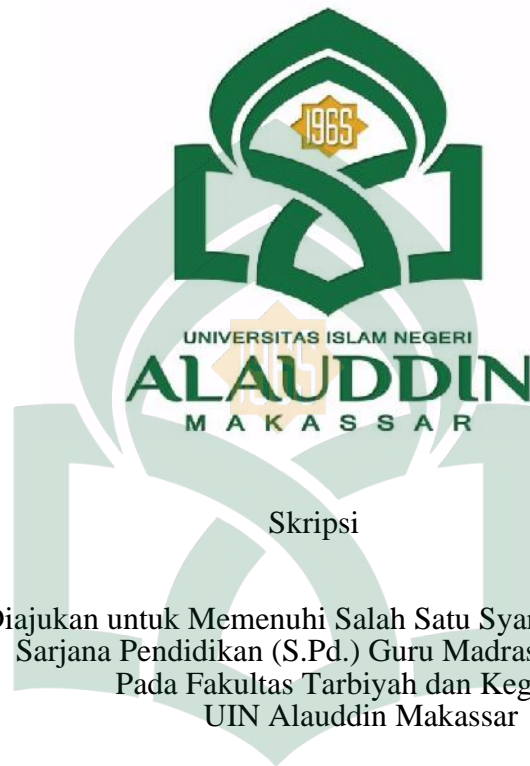 1965
UNIVERSITAS ISLAM NEGERI
ALAUDDIN
MAKASSAR
Skripsi
Diajukan untuk Memenuhi Salah Satu
Sarjana Pendidikan (S.Pd.) Guru
Pada Fakultas Tarbiyah dan
UIN Alauddin Makassar